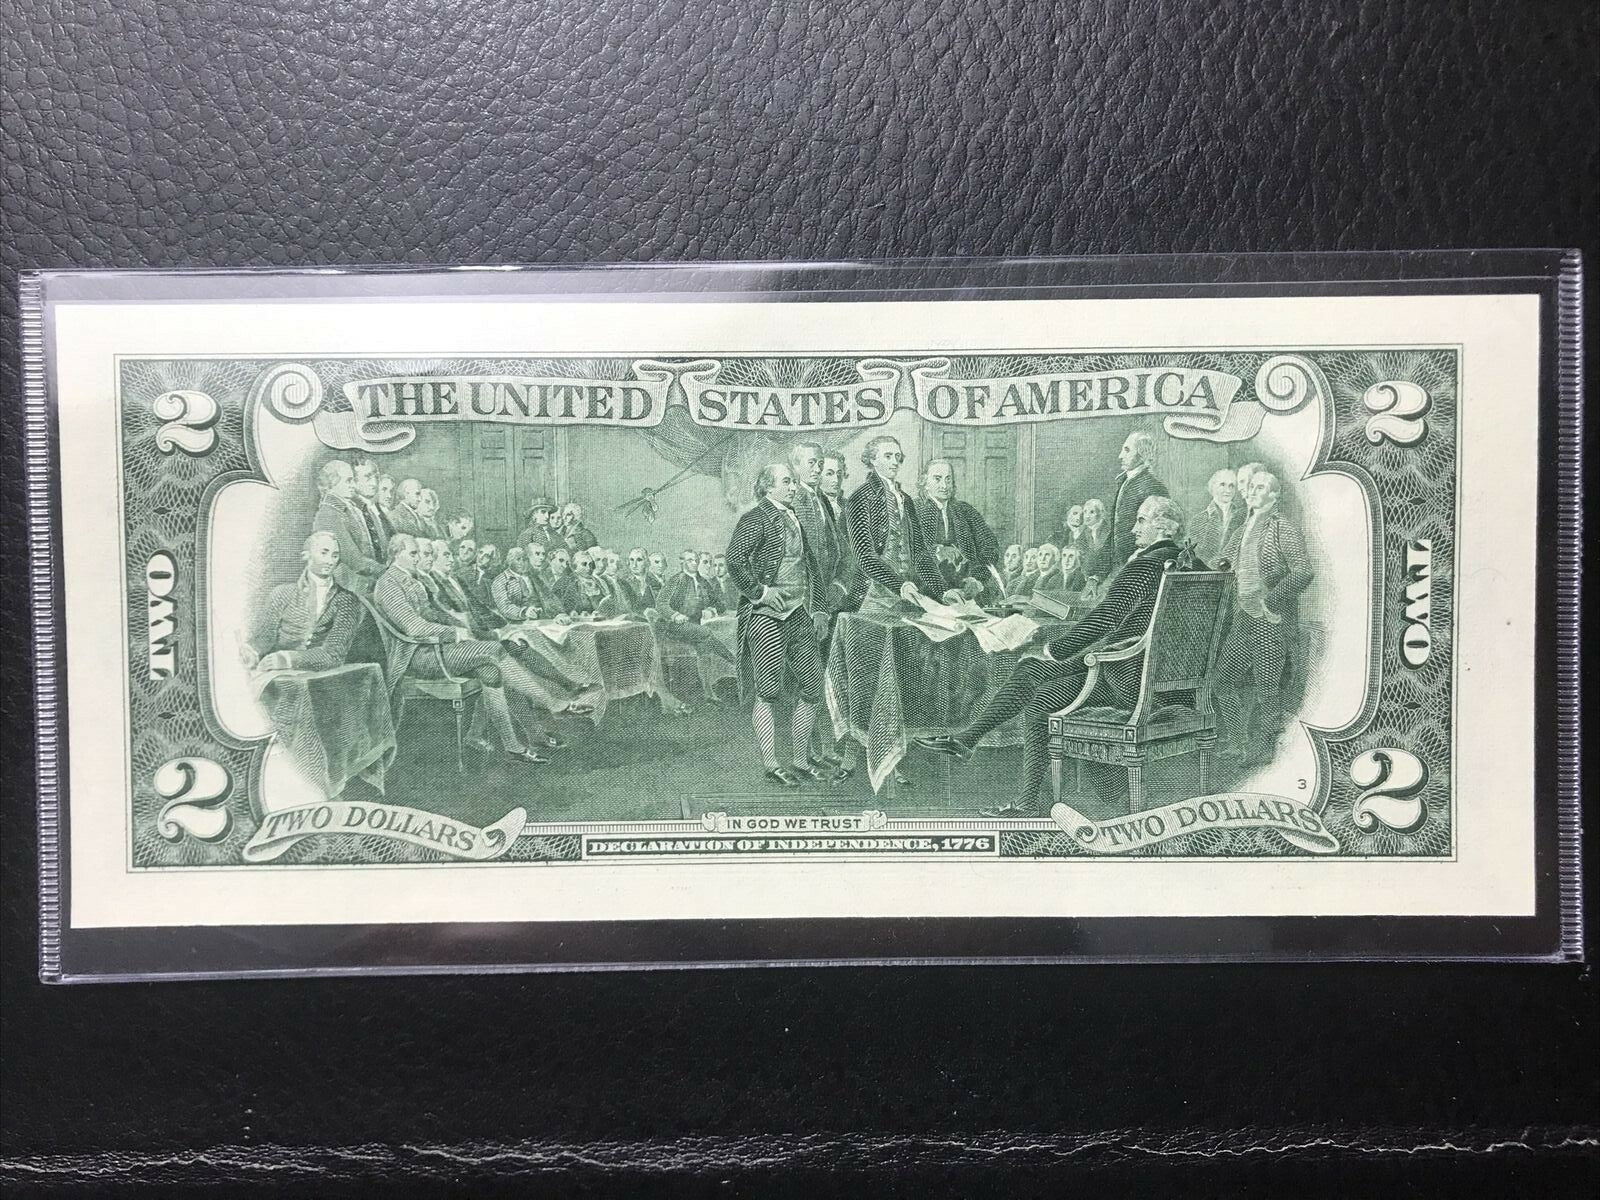 THE UNITED STATES OF AMERICA
2 2
TWO TWO
3
2 2
TWO DOLLARS TWO DOLLARS
IN GOD WE TRUST
DECLARATION OF INDEPENDENCE, 1776